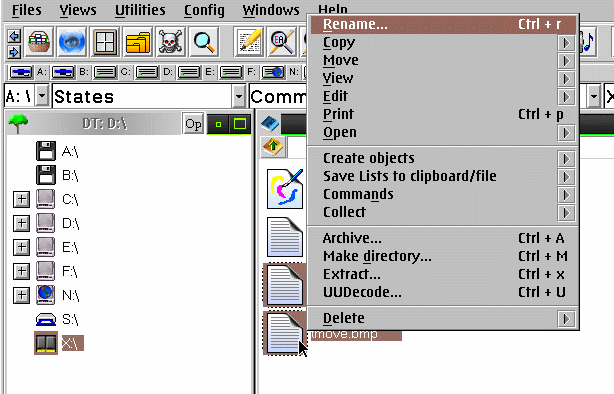 Files Views Utilities Config Windows Help
A: B: C: D: E: F: N:
A:\ States Comm X
DT: D:\ Op
A:\
B:\
C:\
D:\
E:\
F:\
N:\
S:\
X:\
Rename... Ctrl + r
Copy
Move
View
Edit
Print Ctrl + p
Open
Create objects
Save Lists to clipboard/file
Commands
Collect
Archive... Ctrl + A
Make directory... Ctrl + M
Extract... Ctrl + x
UUDecode... Ctrl + U
Delete
tmove.bmp